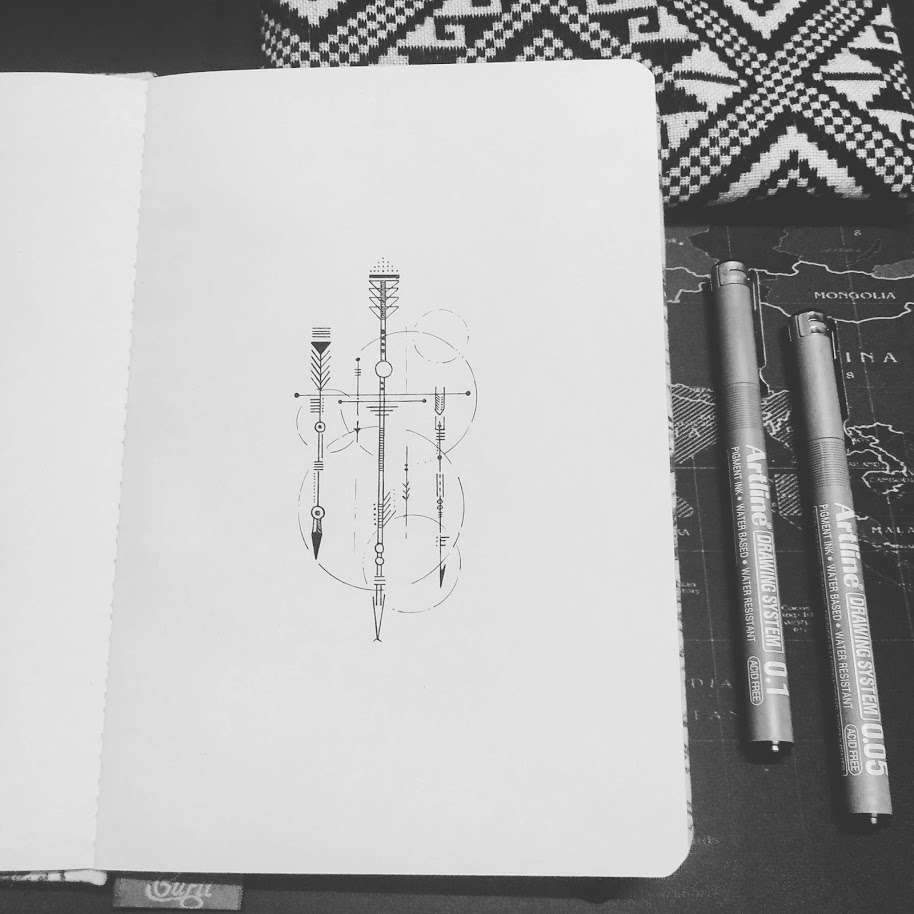 MONGOLIA
INA
MALA
Artline DRAWING SYSTEM 0.1
PIGMENT INK • WATER BASED • WATER RESISTANT
ACID FREE
Artline DRAWING SYSTEM 0.05
PIGMENT INK • WATER BASED • WATER RESISTANT
ACID FREE